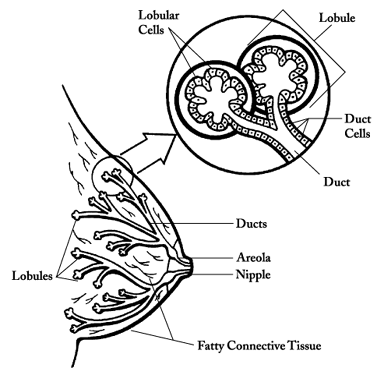 Lobular
Cells
Lobule
Duct
Cells
Duct
Ducts
Areola
Nipple
Lobules
Fatty Connective Tissue